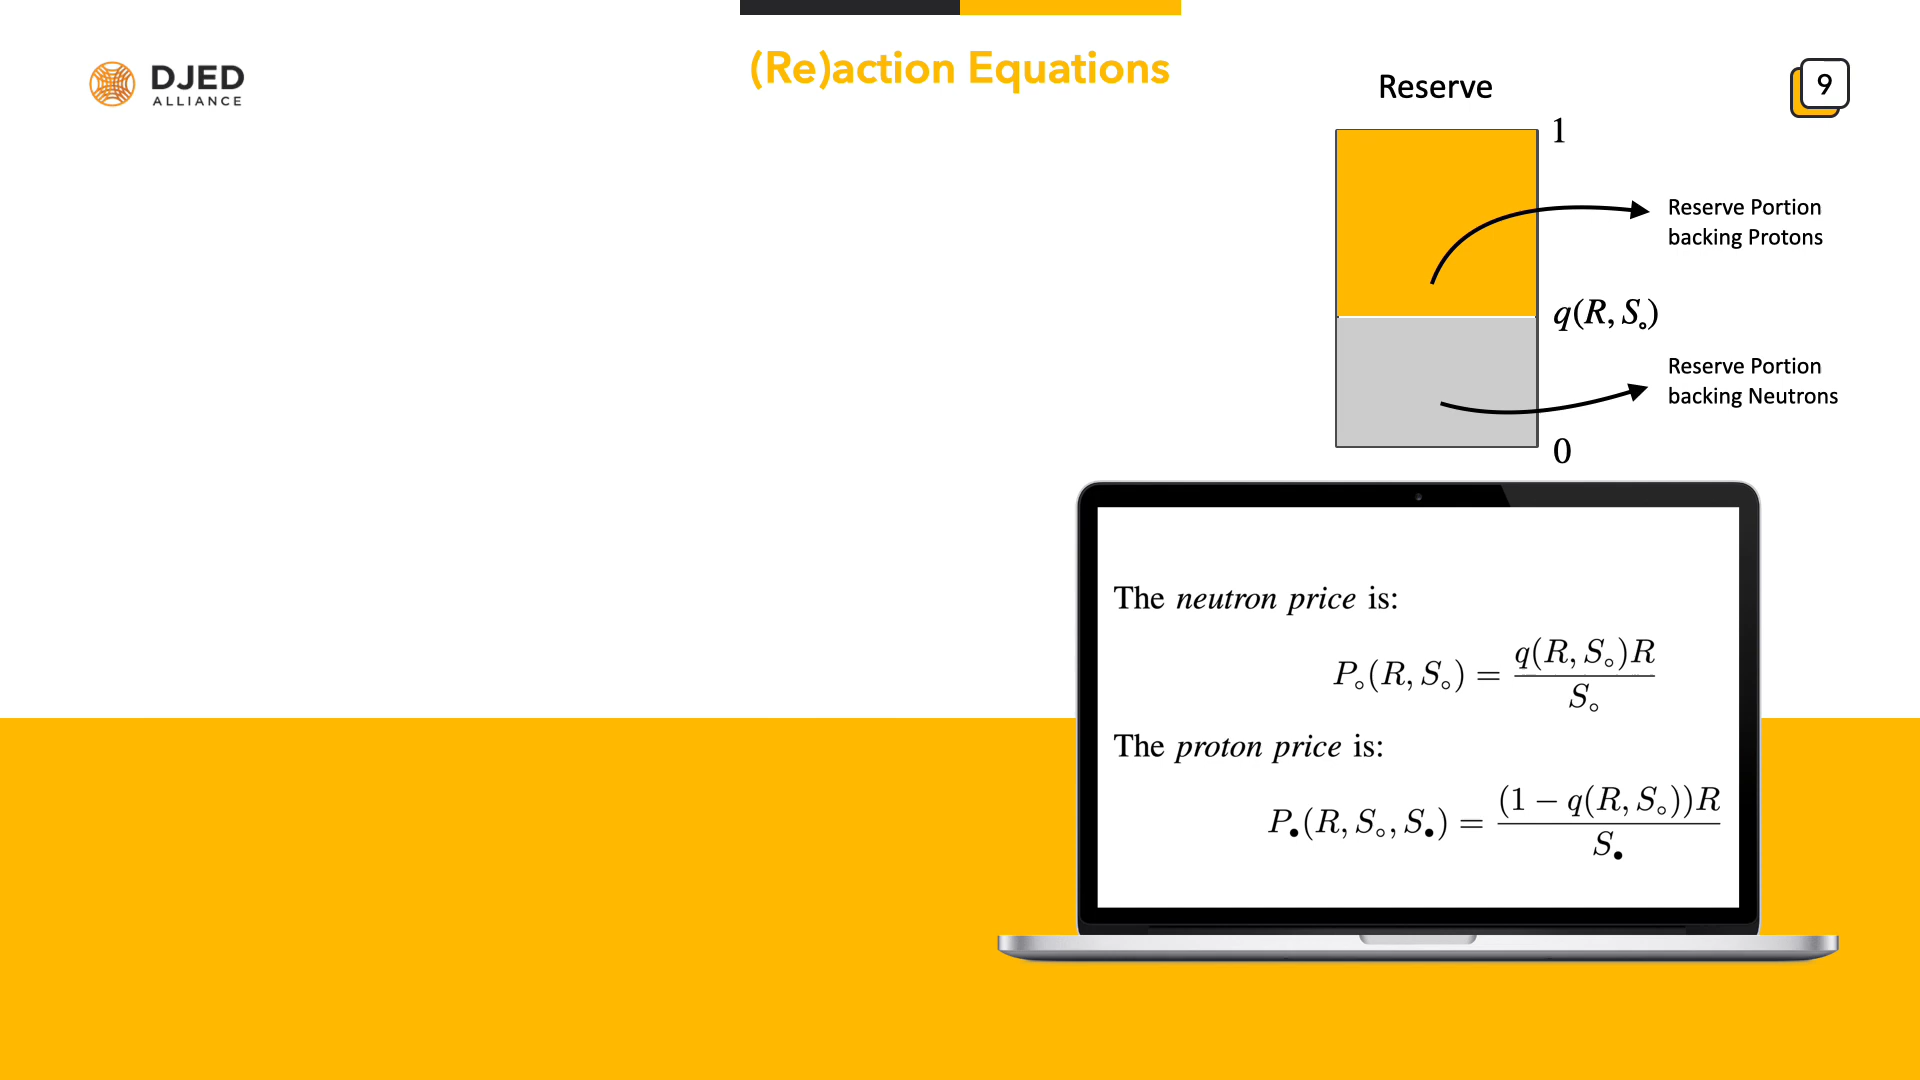 (Re)action Equations
DJED
ALLIANCE
9
Reserve
1
Reserve Portion
backing Protons
q(R, S∘)
Reserve Portion
backing Neutrons
0
The neutron price is:
P∘(R, S∘) = q(R, S∘)R / S∘
The proton price is:
P•(R, S∘, S•) = (1 − q(R, S∘))R / S•